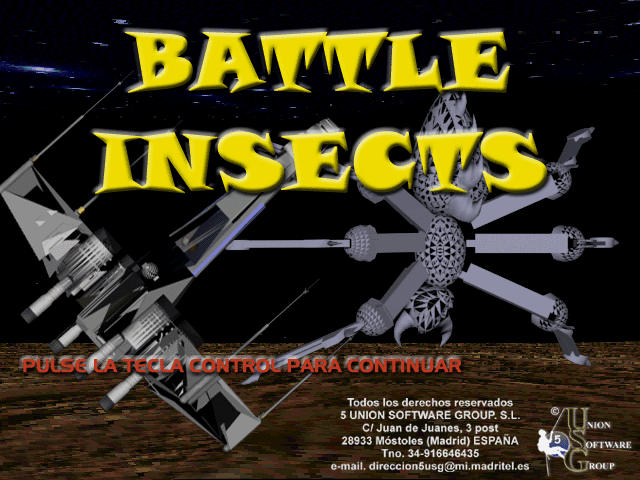 BATTLE
INSECTS
PULSE LA TECLA CONTROL PARA CONTINUAR
Todos los derechos reservados
5 UNION SOFTWARE GROUP. S.L.
C/ Juan de Juanes, 3 post
28933 Móstoles (Madrid) ESPAÑA
Tno. 34-916646435
e-mail. direccion5usg@mi.madritel.es
© 5 UNION
SOFTWARE
GROUP